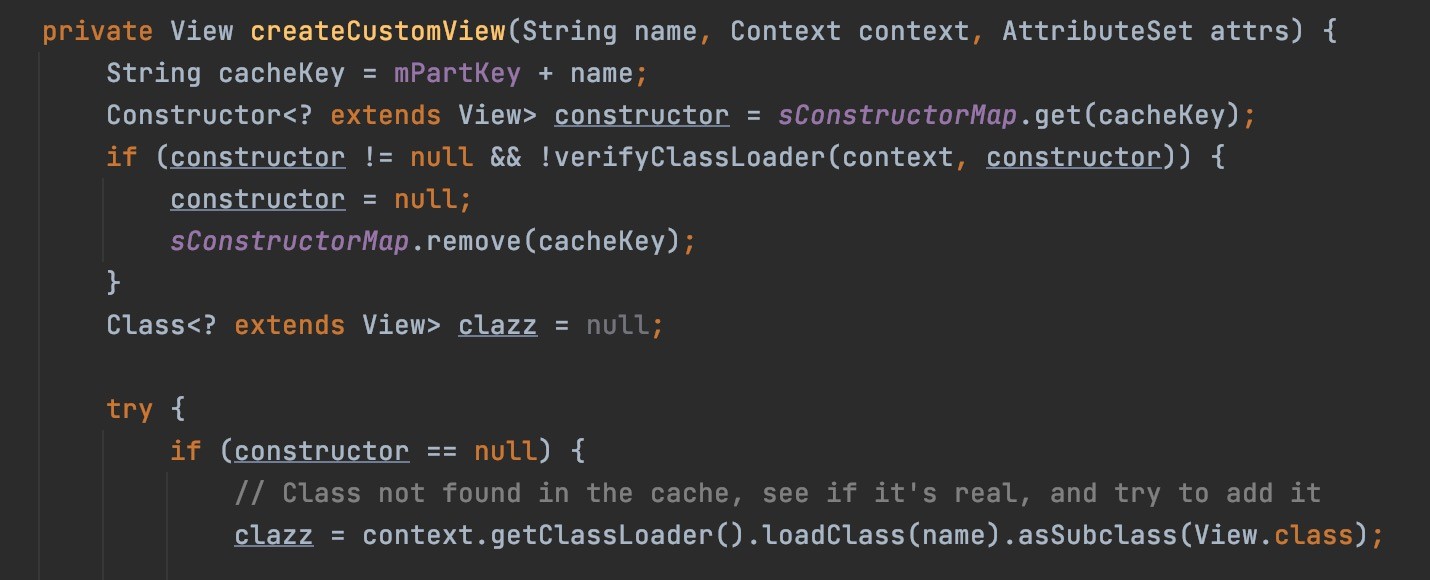 private View createCustomView(String name, Context context, AttributeSet attrs) {
    String cacheKey = mPartKey + name;
    Constructor<? extends View> constructor = sConstructorMap.get(cacheKey);
    if (constructor != null && !verifyClassLoader(context, constructor)) {
        constructor = null;
        sConstructorMap.remove(cacheKey);
    }
    Class<? extends View> clazz = null;

    try {
        if (constructor == null) {
            // Class not found in the cache, see if it's real, and try to add it
            clazz = context.getClassLoader().loadClass(name).asSubclass(View.class);